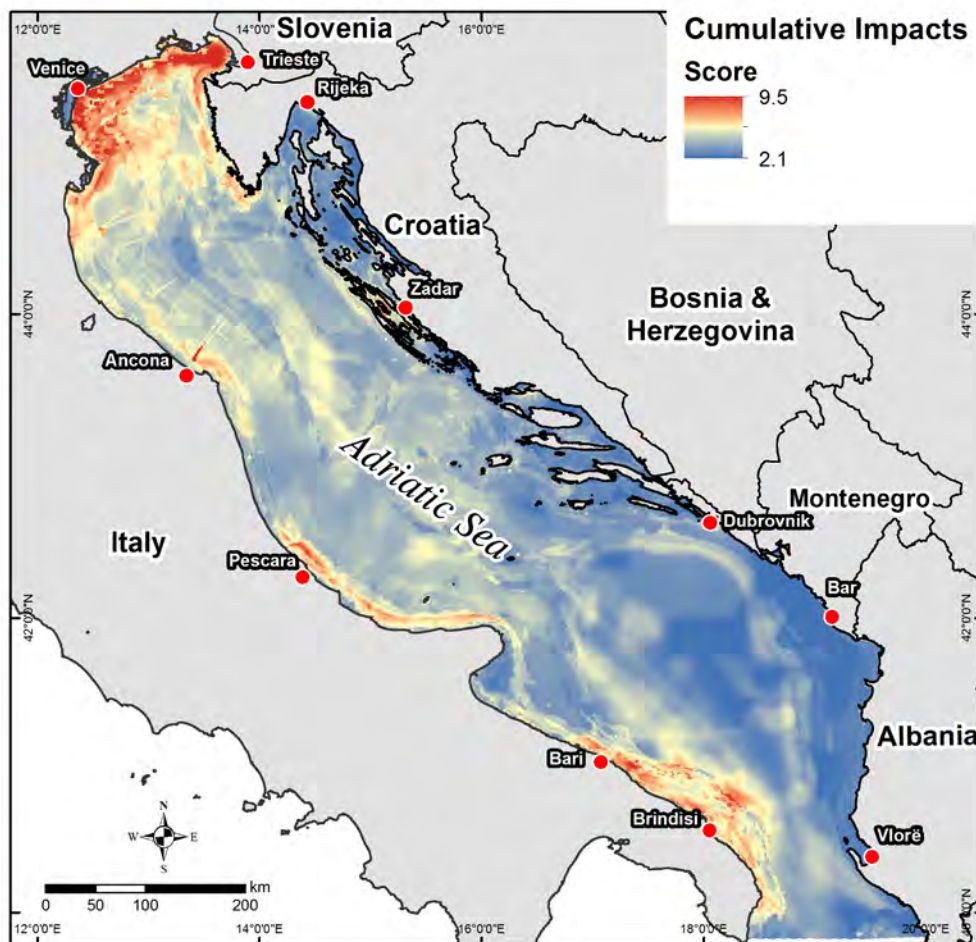 12°0'0"E
14°0'0"E
16°0'0"E
Cumulative Impacts
Score
9.5
2.1
Slovenia
Venice
Trieste
Rijeka
Croatia
Zadar
Bosnia &
Herzegovina
44°0'0"N
44°0'0"N
Ancona
Adriatic Sea
Montenegro
Dubrovnik
Italy
Pescara
Bar
42°0'0"N
42°0'0"N
Albania
Bari
Brindisi
Vlorë
N
W
E
S
km
0
50
100
200
12°0'0"E
14°0'0"E
16°0'0"E
18°0'0"E
20°0'0"E